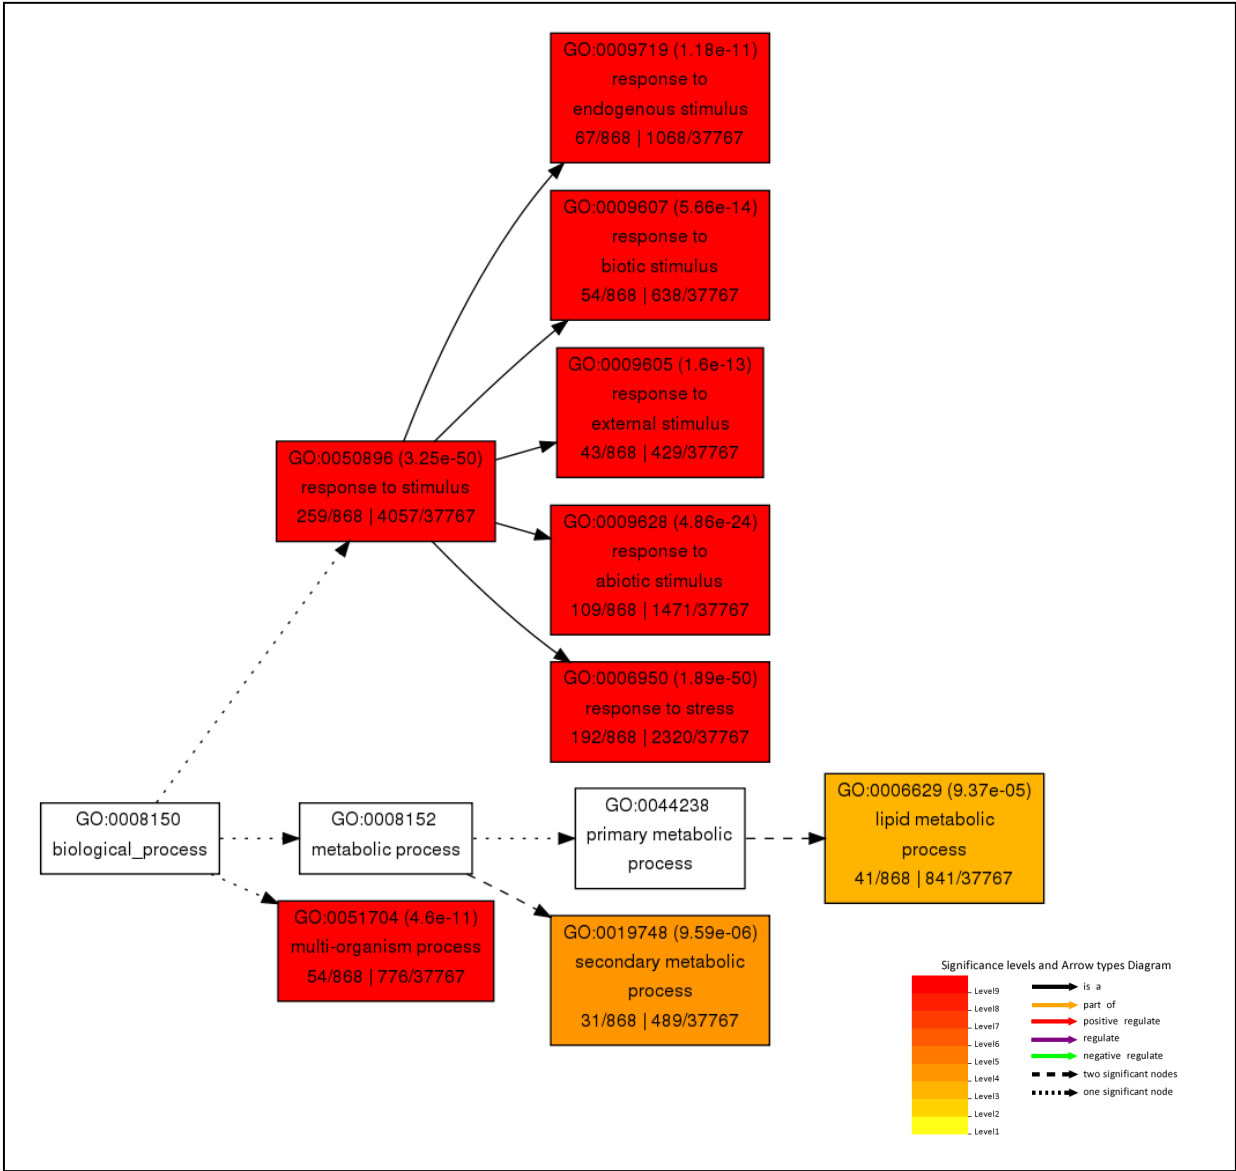 GO:0009719 (1.18e-11)
response to
endogenous stimulus
67/868 | 1068/37767
GO:0009607 (5.66e-14)
response to
biotic stimulus
54/868 | 638/37767
GO:0009605 (1.6e-13)
response to
external stimulus
43/868 | 429/37767
GO:0050896 (3.25e-50)
response to stimulus
259/868 | 4057/37767
GO:0009628 (4.86e-24)
response to
abiotic stimulus
109/868 | 1471/37767
GO:0006950 (1.89e-50)
response to stress
192/868 | 2320/37767
GO:0008150
biological_process
GO:0008152
metabolic process
GO:0044238
primary metabolic
process
GO:0006629 (9.37e-05)
lipid metabolic
process
41/868 | 841/37767
GO:0051704 (4.6e-11)
multi-organism process
54/868 | 776/37767
GO:0019748 (9.59e-06)
secondary metabolic
process
31/868 | 489/37767
Significance levels and Arrow types Diagram
Level9
Level8
Level7
Level6
Level5
Level4
Level3
Level2
Level1
is a
part of
positive regulate
regulate
negative regulate
two significant nodes
one significant node